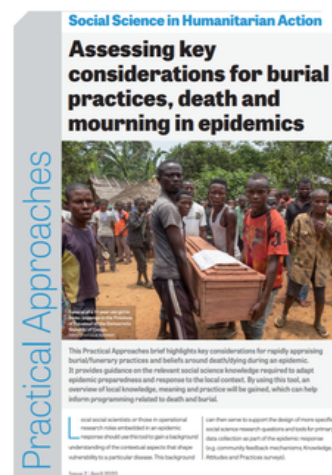 Social Science in Humanitarian Action
Assessing key
considerations for burial
practices, death and
mourning in epidemics
Practical Approaches
This Practical Approaches brief highlights key considerations for rapidly appraising
burial/funerary practices and beliefs around death/dying during an epidemic.
It provides guidance on the relevant social science knowledge required to adapt
epidemic preparedness and response to the local context. By using this tool, an
overview of local knowledge, meaning and practice will be gained, which can help
inform programming related to death and burial.
Local social scientists or those in operational
research roles embedded in an epidemic
response should use this tool to gain a background
understanding of the contextual aspects that shape
vulnerability to a particular disease. This background
can then serve to support the design of more specific
social science research questions and tools for primary
data collection as part of the epidemic response
(e.g. community feedback mechanisms, Knowledge,
Attitudes and Practices surveys).
April 2020